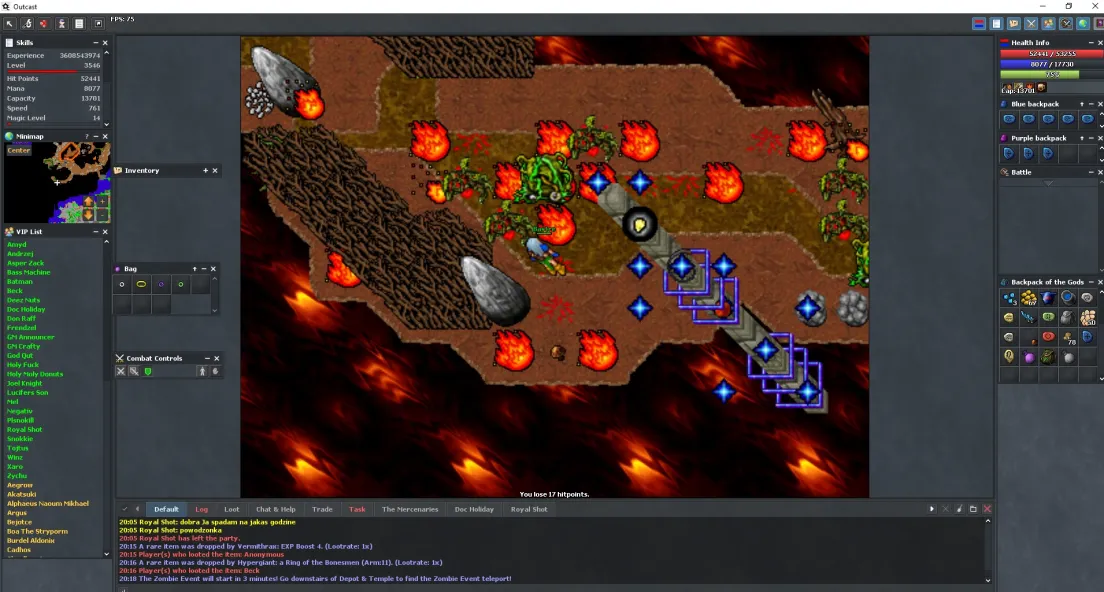 Outcast
FPS: 75
Skills
Experience 3608543974
Level 3546
Hit Points 52441
Mana 8077
Capacity 13701
Speed 761
Magic Level 14
Minimap
Center
Inventory
VIP List
Amyd
Andrzej
Asper Zack
Bass Machine
Batman
Beck
Deez Nuts
Doc Holiday
Don Raff
Frendzel
GM Announcer
GM Crafty
God Qut
Holy Fuck
Holy Moly Donuts
Joel Knight
Lucifers Son
Mel
Negativ
Plsnokill
Royal Shot
Snokkie
Tojtus
Winz
Xaro
Zychu
Aegrow
Akatsuki
Alphaeus Naoum Mikhael
Argus
Bejotce
Boa The Stryporm
Burdel Aldonix
Cadhos
Bag
Combat Controls
Health Info
52441 / 53255
8077 / 17730
Cap: 13701
Blue backpack
Purple backpack
Battle
Backpack of the Gods
You lose 17 hitpoints.
Default Log Loot Chat & Help Trade Task The Mercenaries Doc Holiday Royal Shot
20:05 Royal Shot: dobra Ja spadam na jakas godzine
20:05 Royal Shot: powodzonka
20:05 Royal Shot has left the party.
20:15 A rare item was dropped by Vermithrax: EXP Boost 4. (Lootrate: 1x)
20:15 Player(s) who looted the item: Anonymous
20:16 A rare item was dropped by Hypergiant: a Ring of the Bonesmen (Arm:11). (Lootrate: 1x)
20:16 Player(s) who looted the item: Beck
20:18 The Zombie Event will start in 3 minutes! Go downstairs of Depot & Temple to find the Zombie Event teleport!